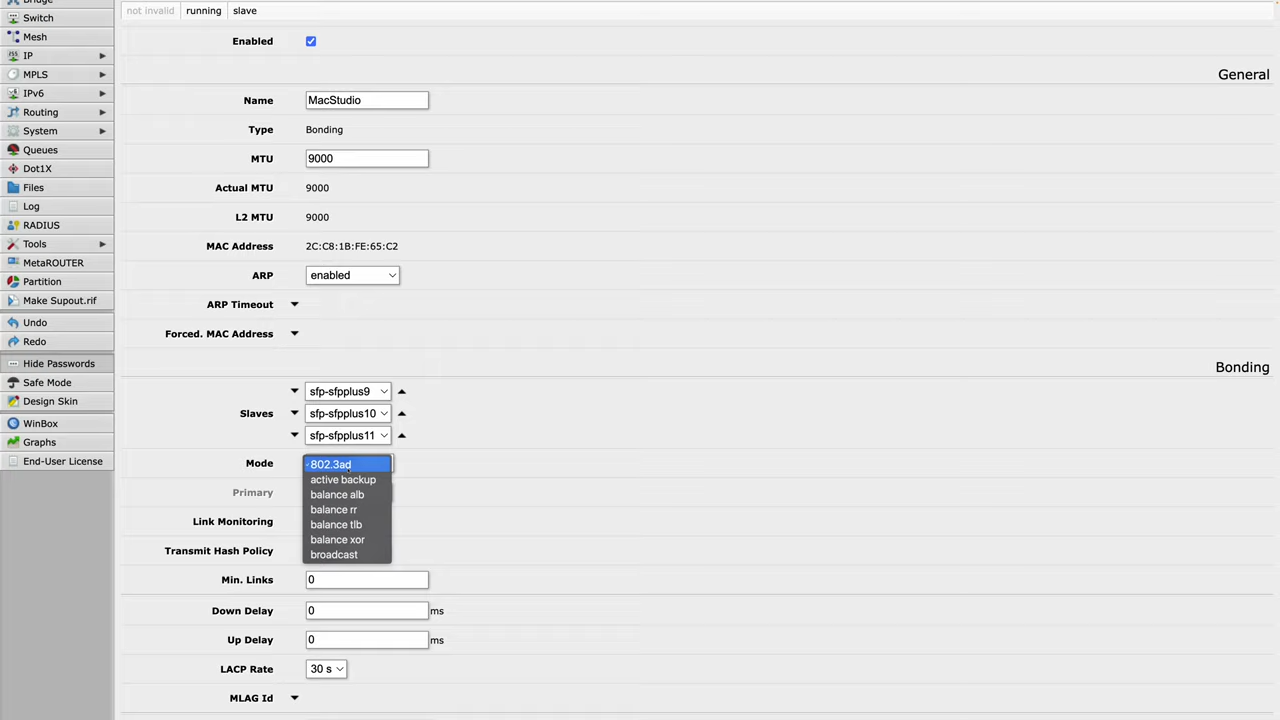 Bridge
Switch
Mesh
IP
MPLS
IPv6
Routing
System
Queues
Dot1X
Files
Log
RADIUS
Tools
MetaROUTER
Partition
Make Supout.rif
Undo
Redo
Hide Passwords
Safe Mode
Design Skin
WinBox
Graphs
End-User License
not invalid running slave
Enabled
General
Name MacStudio
Type Bonding
MTU 9000
Actual MTU 9000
L2 MTU 9000
MAC Address 2C:C8:1B:FE:65:C2
ARP enabled
ARP Timeout
Forced. MAC Address
Bonding
Slaves
sfp-sfpplus9
sfp-sfpplus10
sfp-sfpplus11
Mode
802.3ad
active backup
balance alb
balance rr
balance tlb
balance xor
broadcast
Primary
Link Monitoring
Transmit Hash Policy
Min. Links 0
Down Delay 0 ms
Up Delay 0 ms
LACP Rate 30 s
MLAG Id